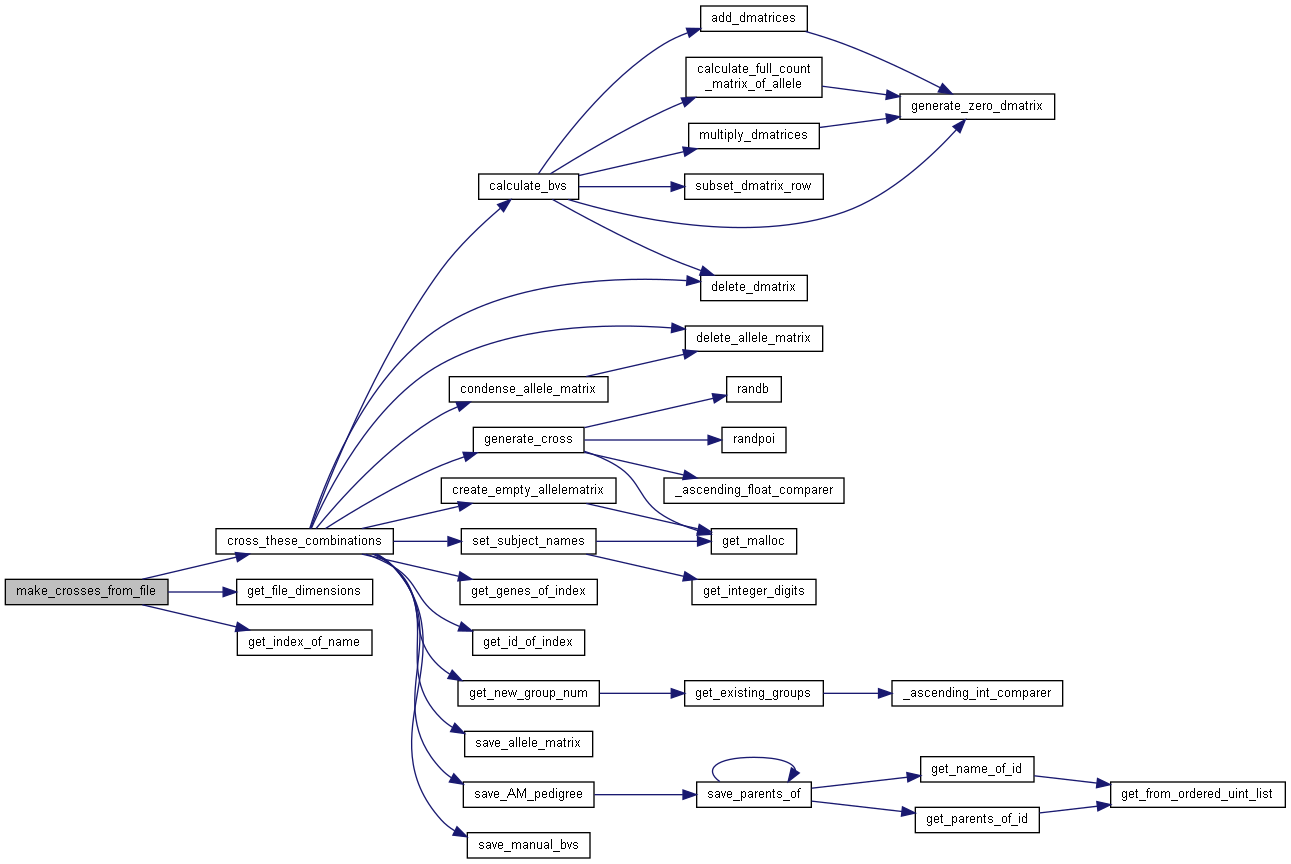 add_dmatrices
calculate_full_count
_matrix_of_allele
generate_zero_dmatrix
multiply_dmatrices
calculate_bvs
subset_dmatrix_row
delete_dmatrix
delete_allele_matrix
condense_allele_matrix
randb
generate_cross
randpoi
create_empty_allelematrix
_ascending_float_comparer
cross_these_combinations
set_subject_names
get_malloc
make_crosses_from_file
get_file_dimensions
get_genes_of_index
get_integer_digits
get_index_of_name
get_id_of_index
get_new_group_num
get_existing_groups
_ascending_int_comparer
save_allele_matrix
get_name_of_id
save_AM_pedigree
save_parents_of
get_from_ordered_uint_list
get_parents_of_id
save_manual_bvs